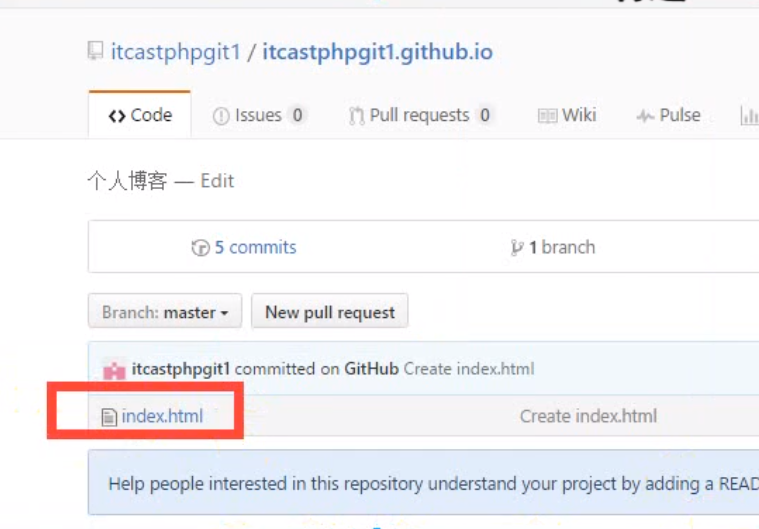 itcastphpgit1 / itcastphpgit1.github.io
Code Issues 0 Pull requests 0 Wiki Pulse
个人博客 — Edit
5 commits 1 branch
Branch: master New pull request
itcastphpgit1 committed on GitHub Create index.html
index.html Create index.html
Help people interested in this repository understand your project by adding a READ